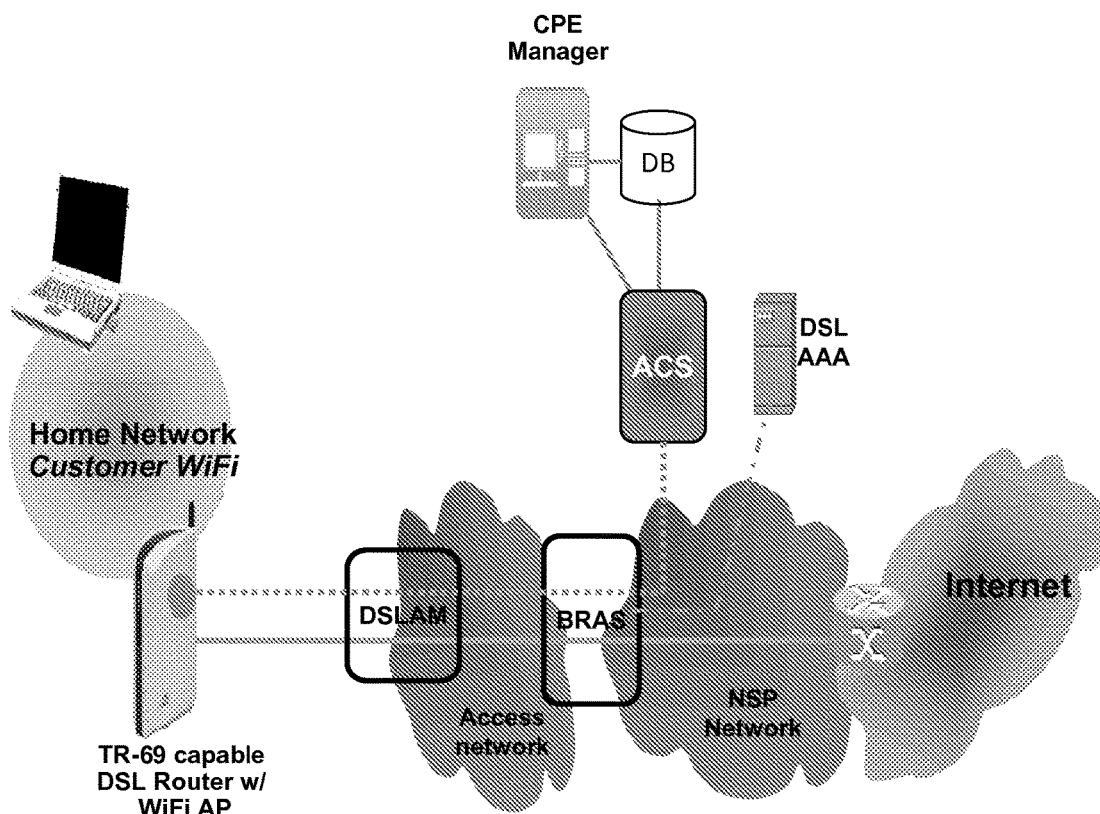 CPE
Manager
DB
ACS
DSL
AAA
Home Network
Customer WiFi
DSLAM
BRAS
Internet
Access
network
NSP
Network
TR-69 capable
DSL Router w/
WiFi AP